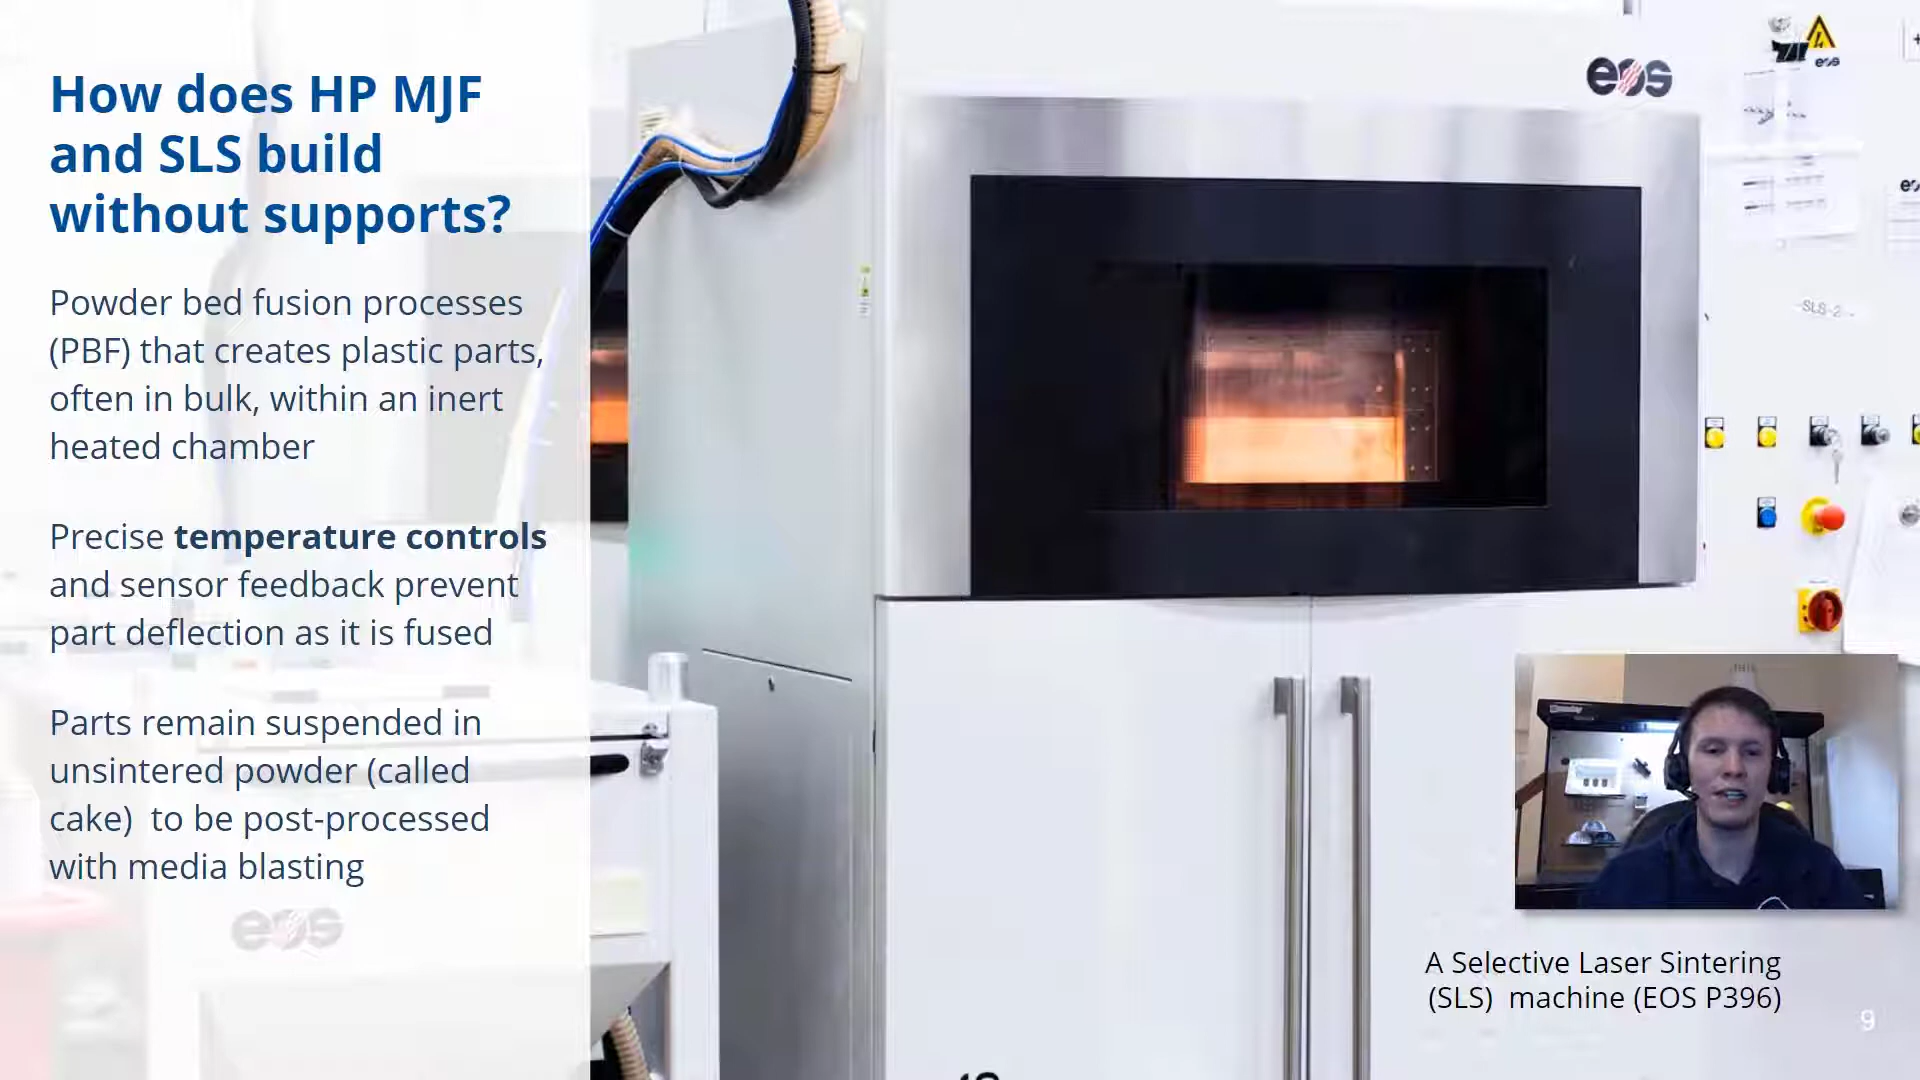 How does HP MJF
and SLS build
without supports?
Powder bed fusion processes
(PBF) that creates plastic parts,
often in bulk, within an inert
heated chamber
Precise temperature controls
and sensor feedback prevent
part deflection as it is fused
Parts remain suspended in
unsintered powder (called
cake)  to be post-processed
with media blasting
eos
eos
eos
-SLS-2-
A Selective Laser Sintering
(SLS)  machine (EOS P396)
9